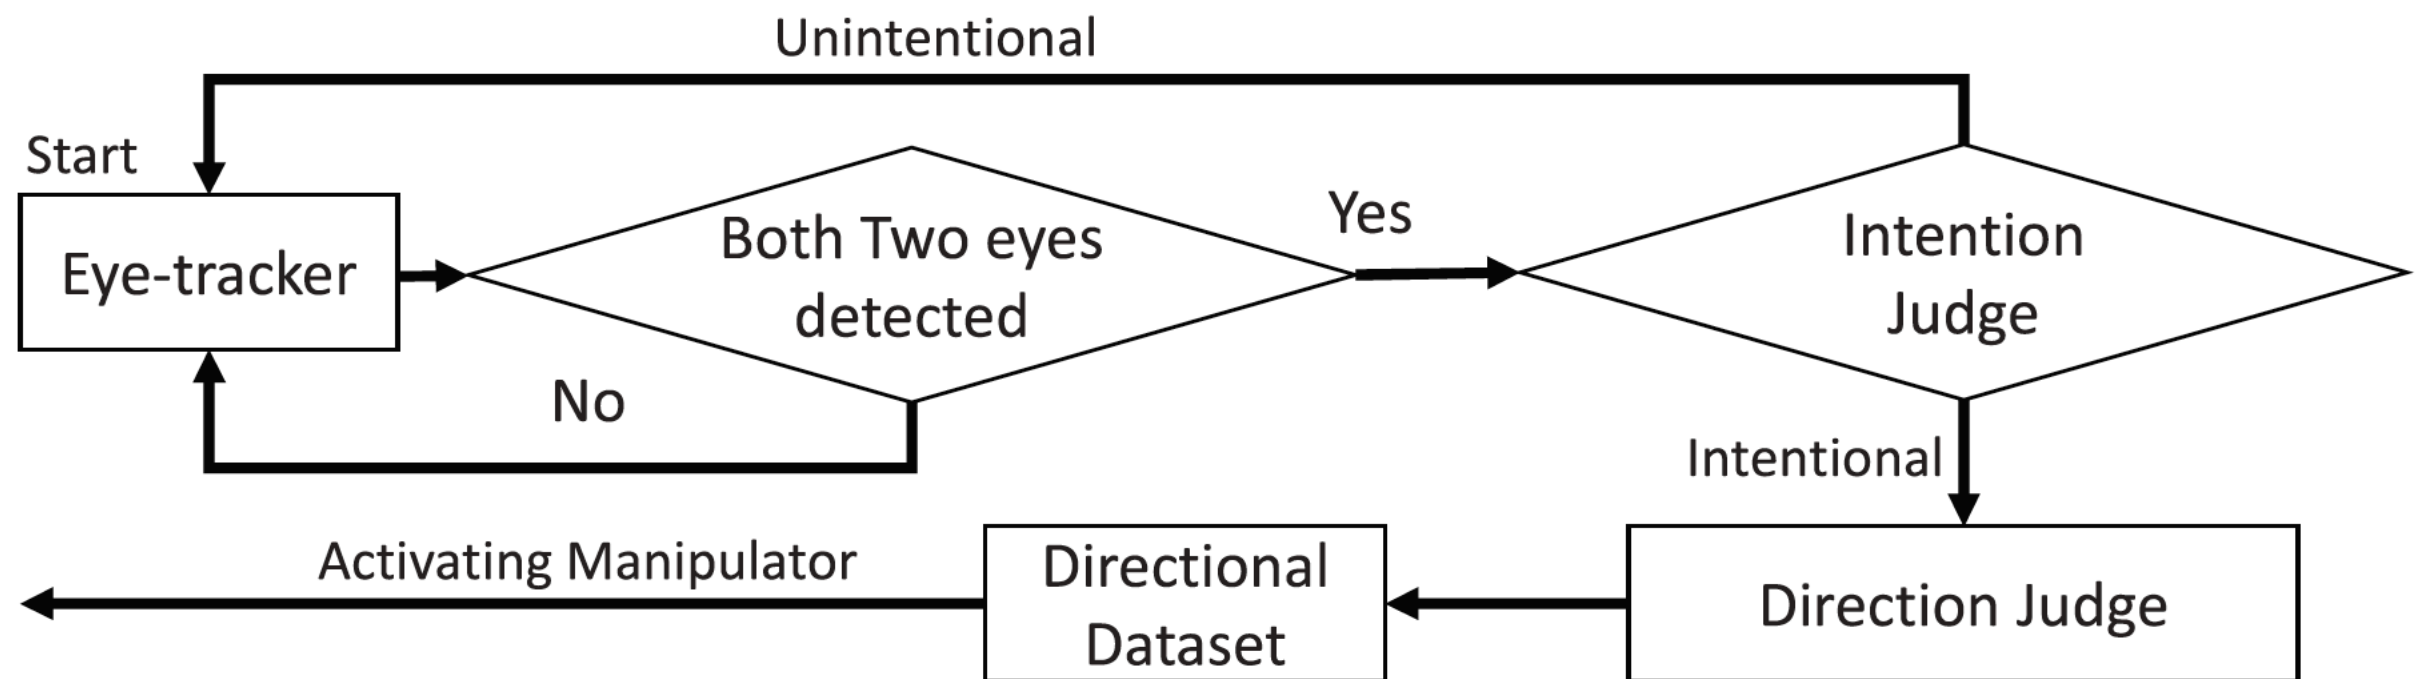 Unintentional
Start
Eye-tracker
Both Two eyes
detected
Yes
Intention
Judge
No
Intentional
Activating Manipulator
Directional
Dataset
Direction Judge